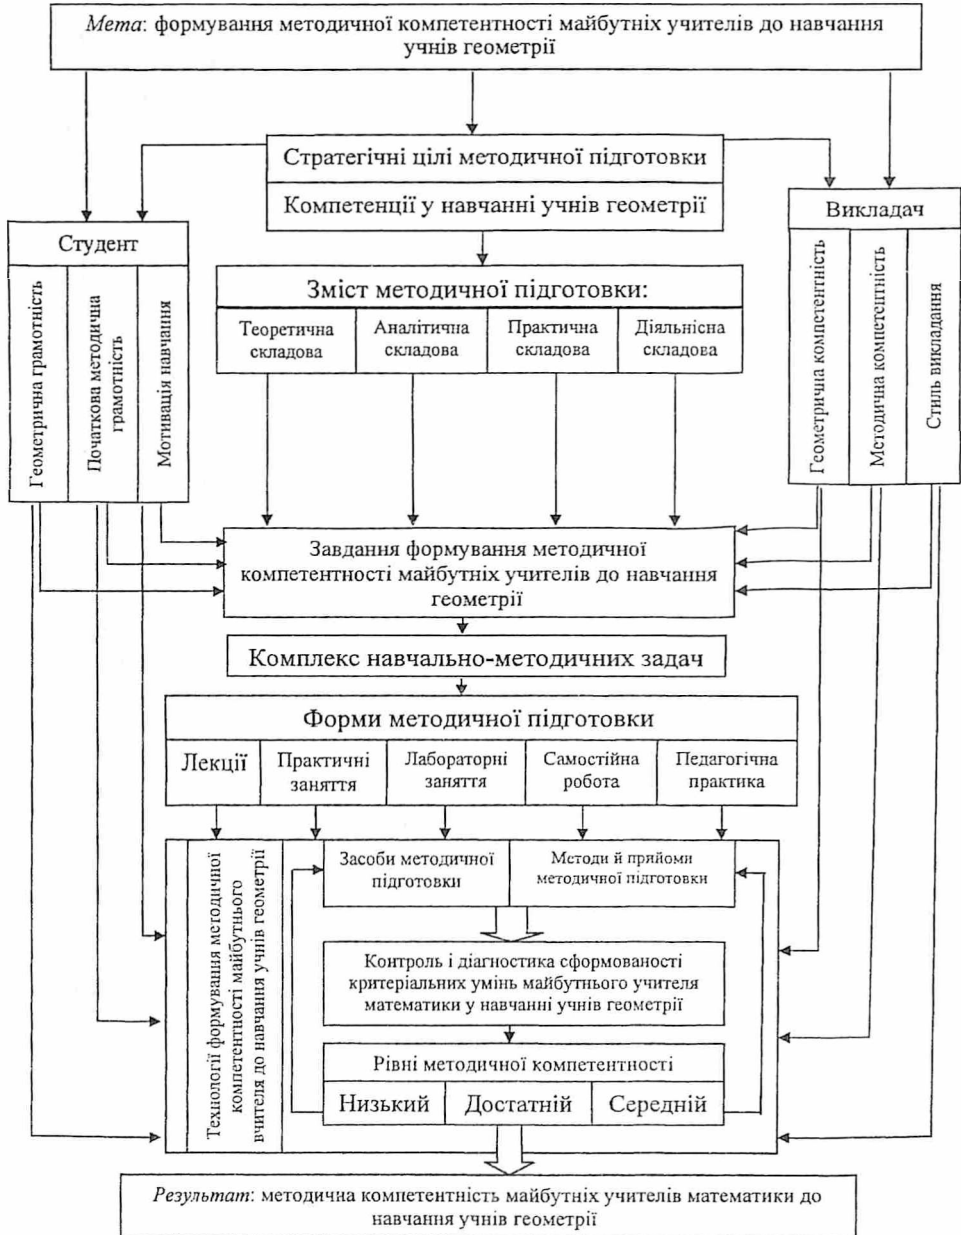 Мета: формування методичної компетентності майбутніх учителів до навчання
учнів геометрії
Стратегічні цілі методичної підготовки
Компетенції у навчанні учнів геометрії
Студент
Геометрична грамотність
Початкова методична
грамотність
Мотивація навчання
Викладач
Геометрична компетентність
Методична компетентність
Стиль викладання
Зміст методичної підготовки:
Теоретична
складова
Аналітична
складова
Практична
складова
Діяльнісна
складова
Завдання формування методичної
компетентності майбутніх учителів до навчання
геометрії
Комплекс навчально-методичних задач
Форми методичної підготовки
Лекції
Практичні
заняття
Лабораторні
заняття
Самостійна
робота
Педагогічна
практика
Технології формування методичної
компетентності майбутнього
вчителя до навчання учнів геометрії
Засоби методичної
підготовки
Методи й прийоми
методичної підготовки
Контроль і діагностика сформованості
критеріальних умінь майбутнього учителя
математики у навчанні учнів геометрії
Рівні методичної компетентності
Низький
Достатній
Середній
Результат: методична компетентність майбутніх учителів математики до
навчання учнів геометрії